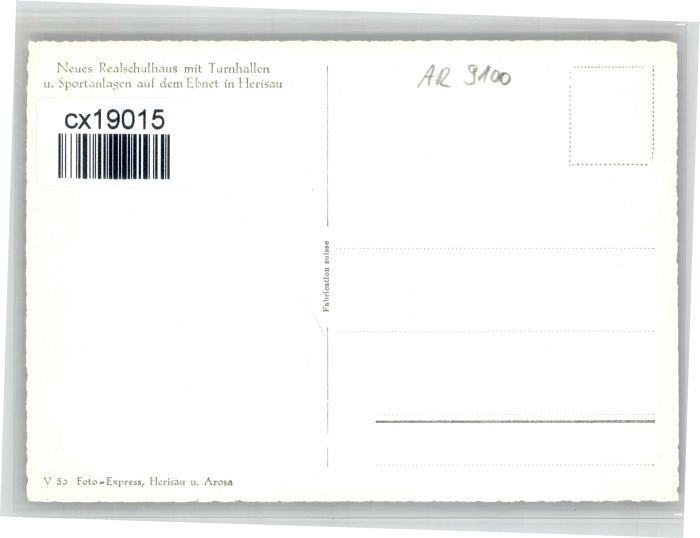 Neues Realschulhaus mit Turnhallen
u. Sportanlagen auf dem Ebnet in Herisau
cx19015
AR 9100
Fabrication suisse
V 50 Foto-Express, Herisau u. Arosa